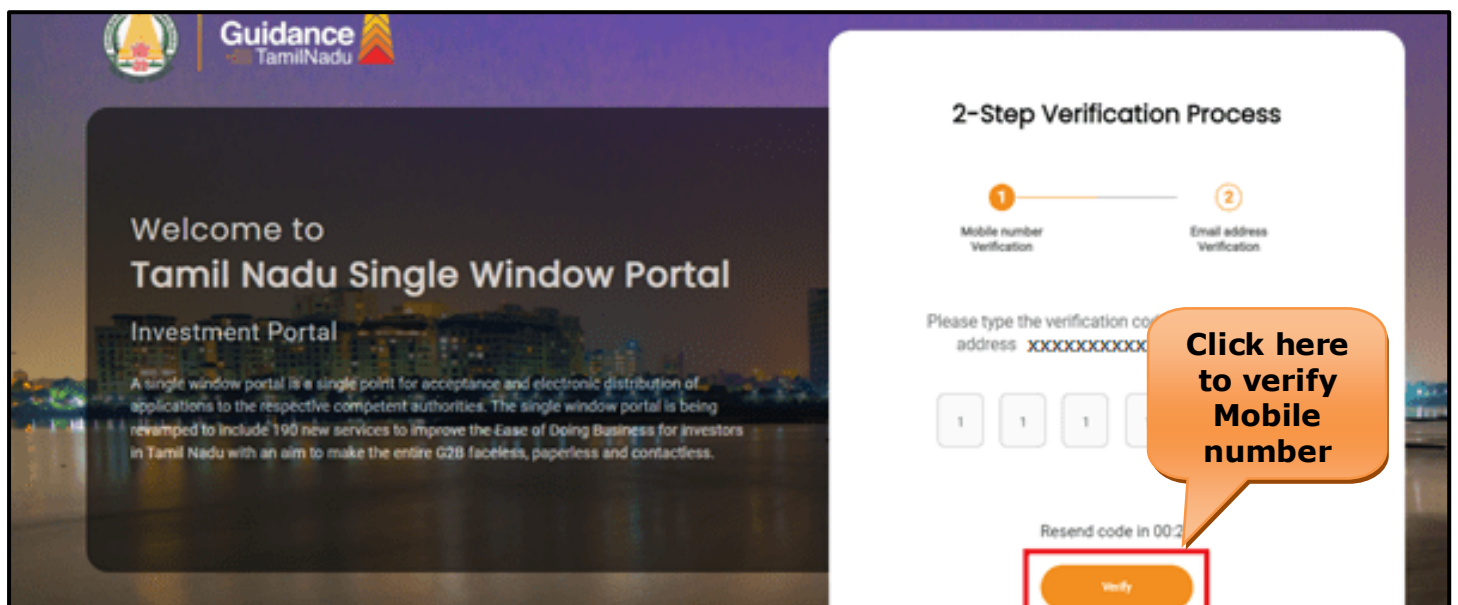 Guidance
TamilNadu
Welcome to
Tamil Nadu Single Window Portal
Investment Portal
A single window portal is a single point for acceptance and electronic distribution of
applications to the respective competent authorities. The single window portal is being
revamped to include 190 new services to improve the Ease of Doing Business for investors
in Tamil Nadu with an aim to make the entire G2B faceless, paperless and contactless.
2-Step Verification Process
1
2
Mobile number
Verification
Email address
Verification
Please type the verification
address xxxxxxxxxx
1 1 1
Click here
to verify
Mobile
number
Resend code in
Verify